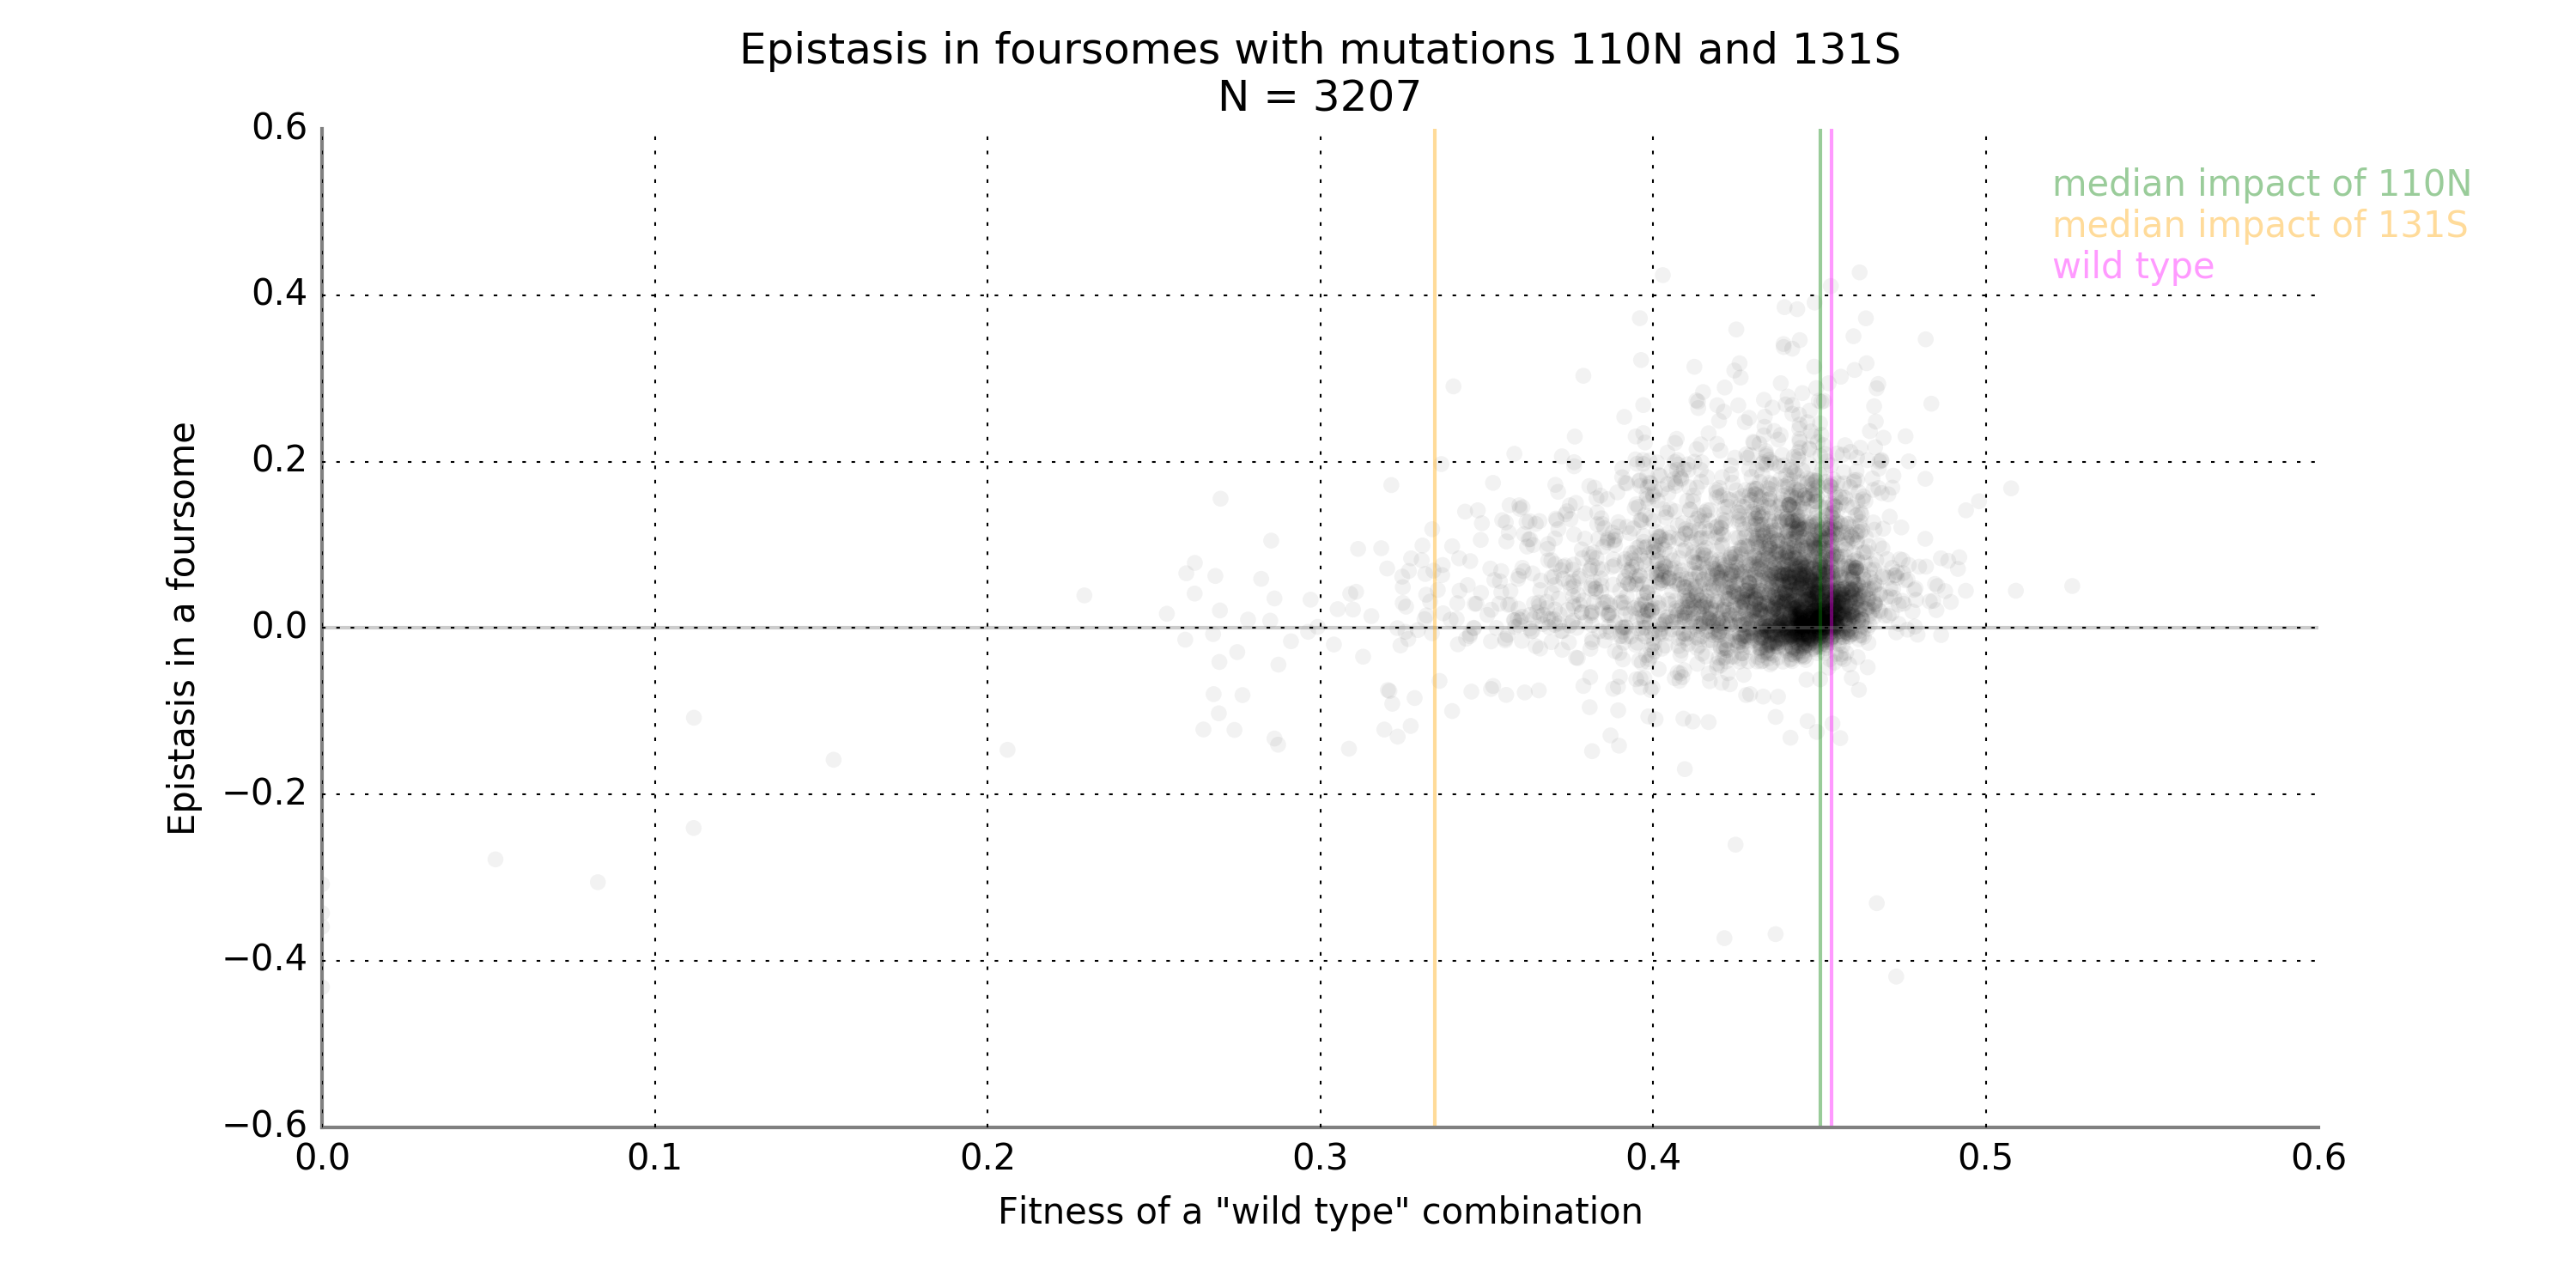 Epistasis in foursomes with mutations 110N and 131S
N = 3207
0.6
0.4
0.2
0.0
−0.2
−0.4
−0.6
Epistasis in a foursome
median impact of 110N
median impact of 131S
wild type
0.0 0.1 0.2 0.3 0.4 0.5 0.6
Fitness of a "wild type" combination